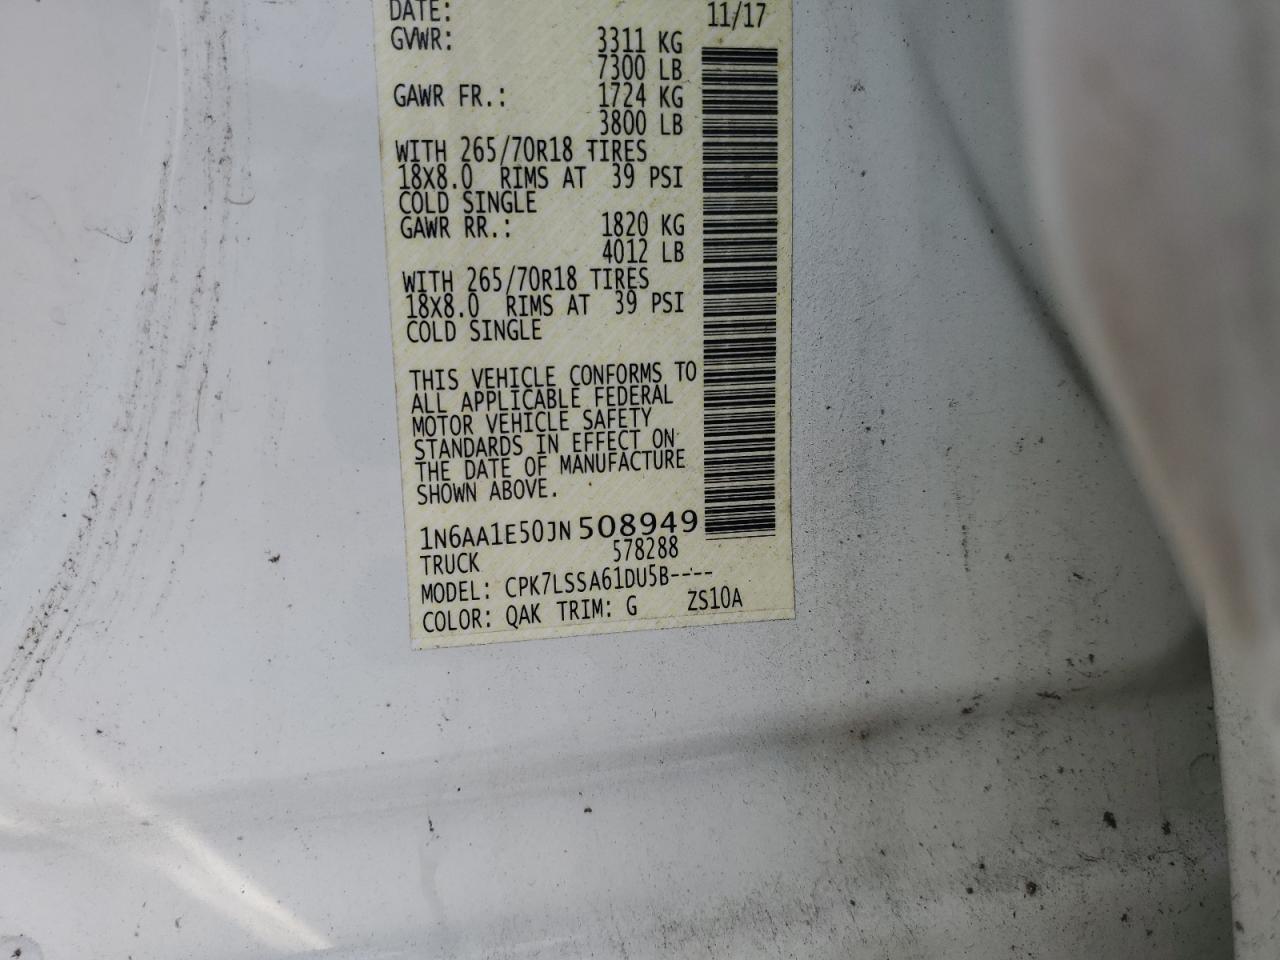 DATE: 11/17
GVWR: 3311 KG
7300 LB
GAWR FR.: 1724 KG
3800 LB
WITH 265/70R18 TIRES
18X8.0 RIMS AT 39 PSI
COLD SINGLE
GAWR RR.: 1820 KG
4012 LB
WITH 265/70R18 TIRES
18X8.0 RIMS AT 39 PSI
COLD SINGLE
THIS VEHICLE CONFORMS TO
ALL APPLICABLE FEDERAL
MOTOR VEHICLE SAFETY
STANDARDS IN EFFECT ON
THE DATE OF MANUFACTURE
SHOWN ABOVE.
1N6AA1E50JN508949
TRUCK 578288
MODEL: CPK7LSSA61DU5B----
COLOR: QAK TRIM: G ZS10A